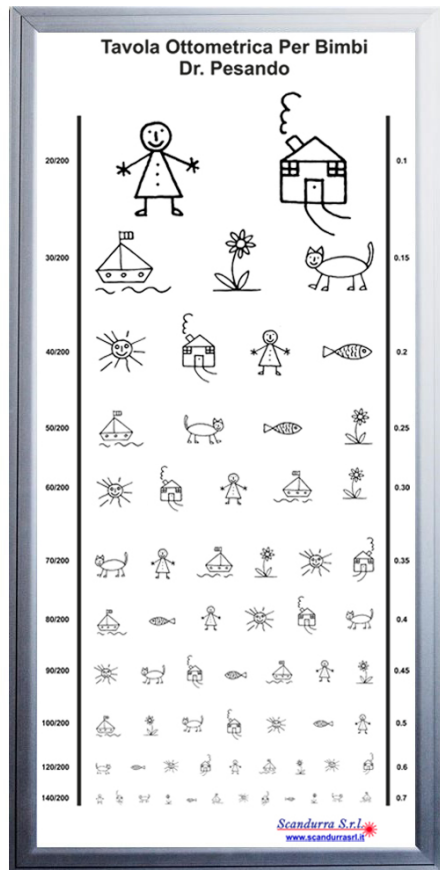 Tavola Ottometrica Per Bimbi
Dr. Pesando
20/200 0.1
30/200 0.15
40/200 0.2
50/200 0.25
60/200 0.30
70/200 0.35
80/200 0.4
90/200 0.45
100/200 0.5
120/200 0.6
140/200 0.7
Scandurra S.r.L.
www.scandurrasrl.it